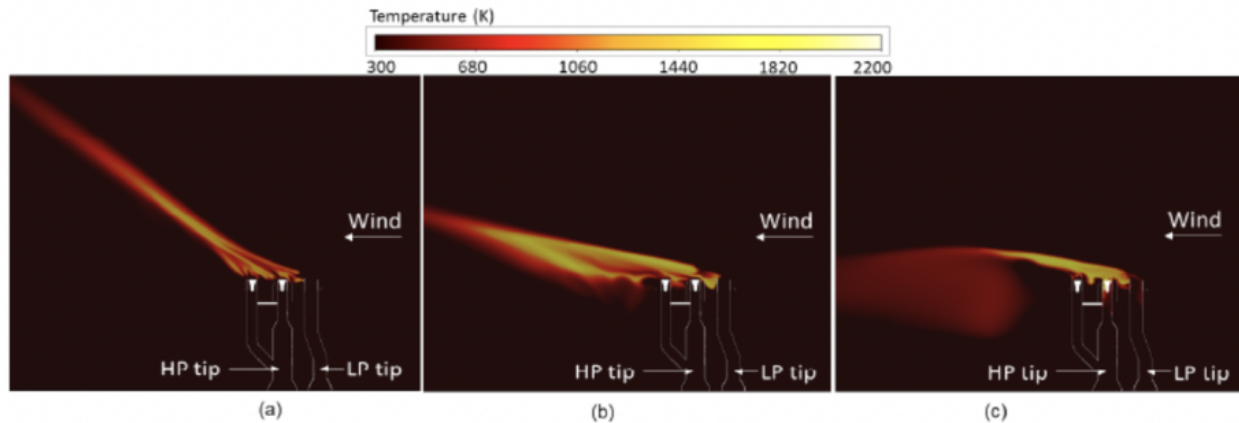 Temperature (K)
300 680 1060 1440 1820 2200
Wind
HP tip
LP tip
(a)
Wind
HP tip
LP tip
(b)
Wind
HP tip
LP tip
(c)